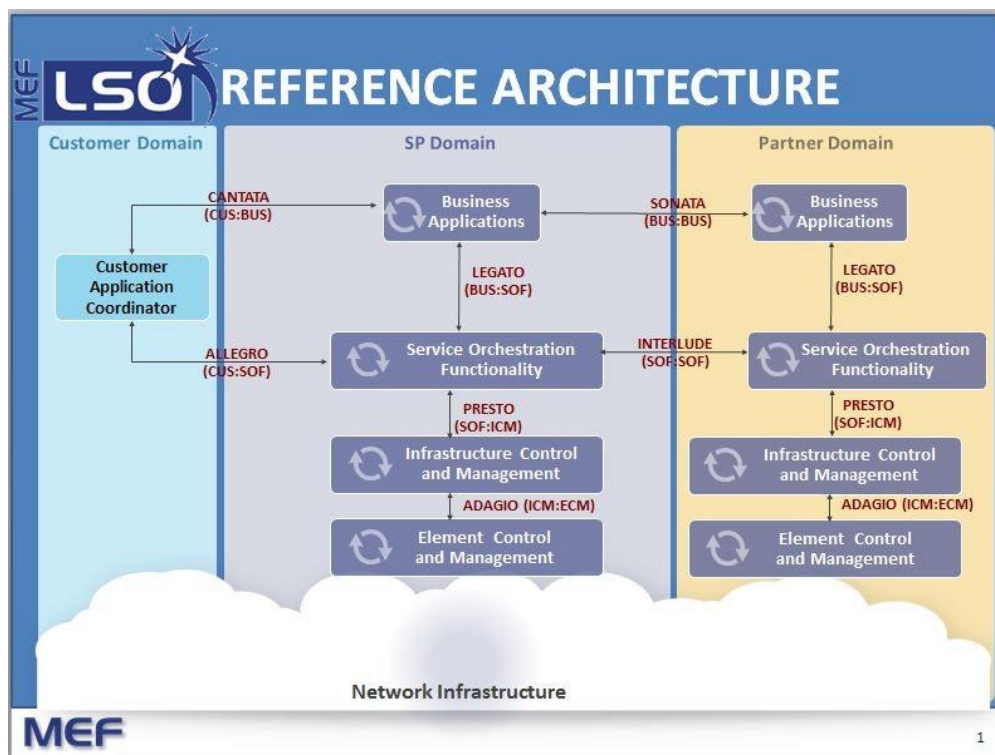 MEF
LSO
REFERENCE ARCHITECTURE
Customer Domain
SP Domain
Partner Domain
CANTATA
(CUS:BUS)
Business
Applications
SONATA
(BUS:BUS)
Business
Applications
Customer
Application
Coordinator
LEGATO
(BUS:SOF)
LEGATO
(BUS:SOF)
ALLEGRO
(CUS:SOF)
Service Orchestration
Functionality
INTERLUDE
(SOF:SOF)
Service Orchestration
Functionality
PRESTO
(SOF:ICM)
PRESTO
(SOF:ICM)
Infrastructure Control
and Management
Infrastructure Control
and Management
ADAGIO (ICM:ECM)
ADAGIO (ICM:ECM)
Element Control
and Management
Element Control
and Management
Network Infrastructure
MEF
1